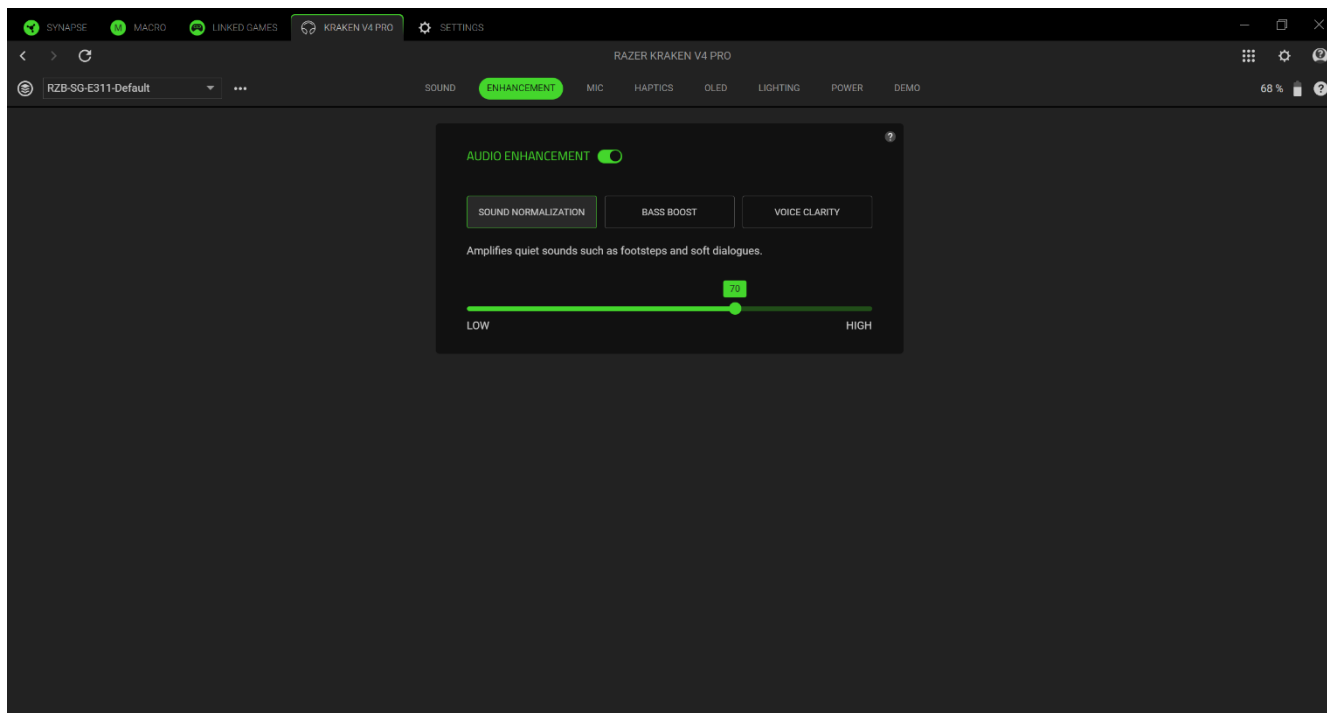 SYNAPSE M MACRO LINKED GAMES KRAKEN V4 PRO SETTINGS
RAZER KRAKEN V4 PRO
RZB-SG-E311-Default ••• SOUND ENHANCEMENT MIC HAPTICS OLED LIGHTING POWER DEMO 68 % ?
?
AUDIO ENHANCEMENT
SOUND NORMALIZATION BASS BOOST VOICE CLARITY
Amplifies quiet sounds such as footsteps and soft dialogues.
70
LOW HIGH